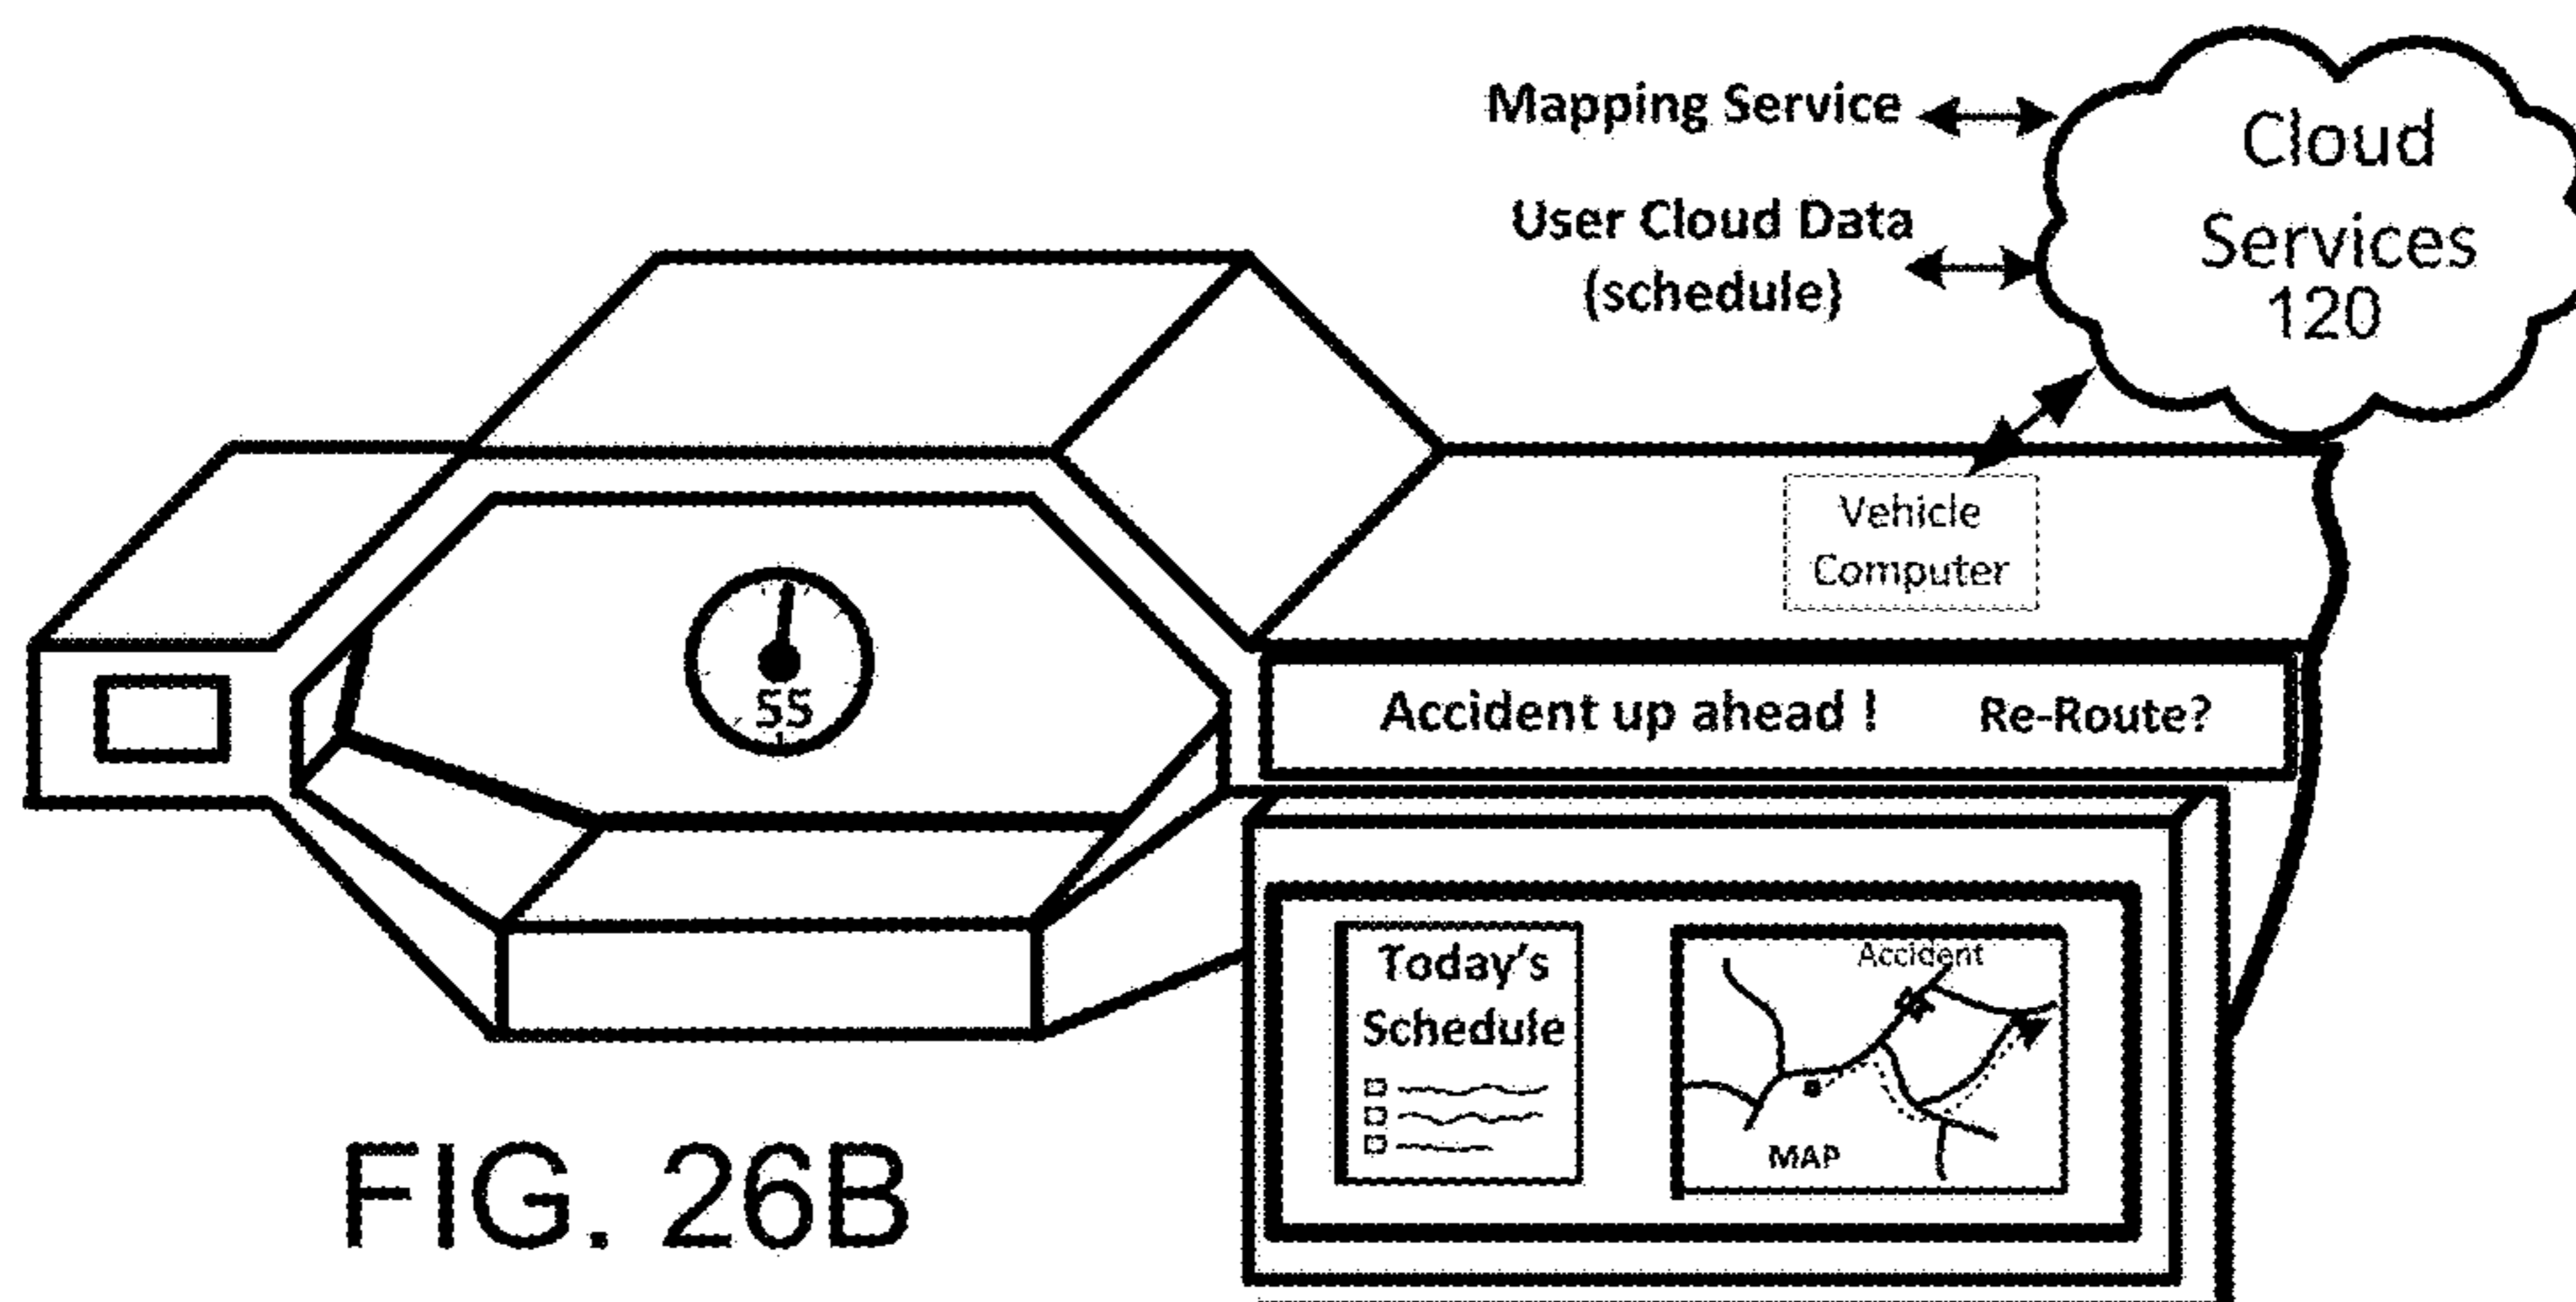 Mapping Service
User Cloud Data
(schedule)
Cloud
Services
120
Vehicle
Computer
55
Accident up ahead ! Re-Route?
Today's
Schedule
Accident
MAP
FIG. 26B